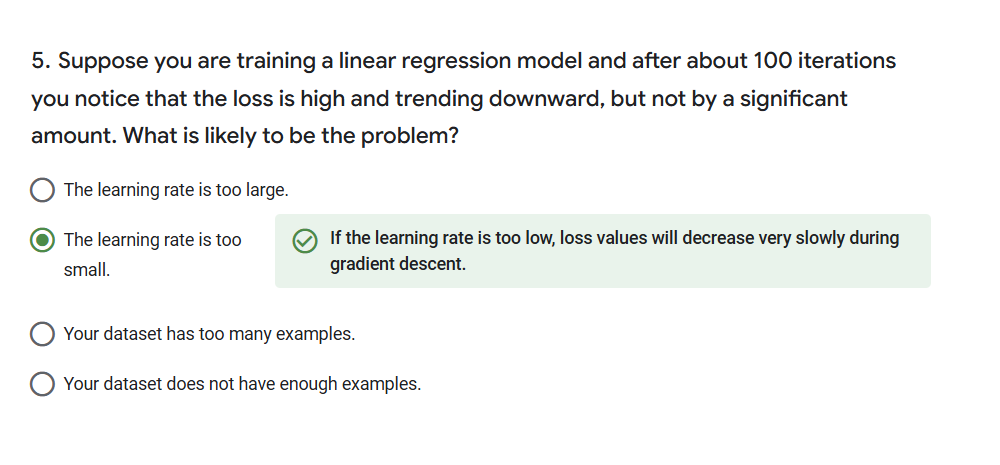 5. Suppose you are training a linear regression model and after about 100 iterations
you notice that the loss is high and trending downward, but not by a significant
amount. What is likely to be the problem?
The learning rate is too large.
The learning rate is too
small.
If the learning rate is too low, loss values will decrease very slowly during
gradient descent.
Your dataset has too many examples.
Your dataset does not have enough examples.